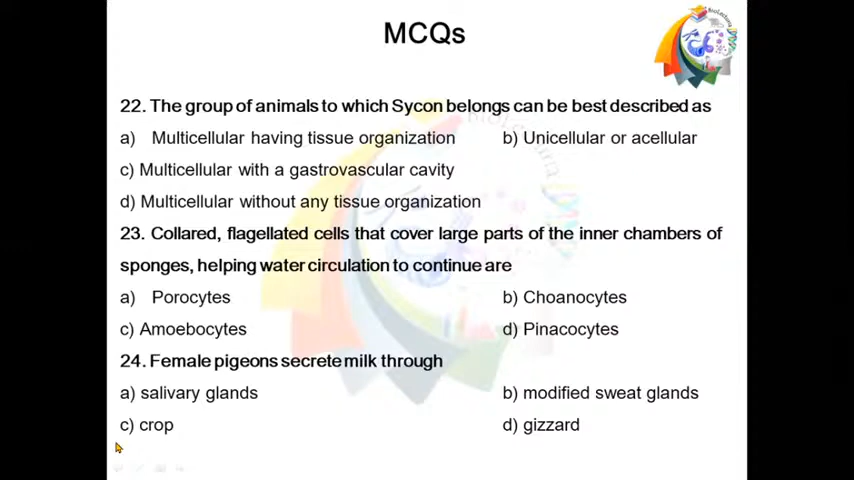 MCQs
22. The group of animals to which Sycon belongs can be best described as
a) Multicellular having tissue organization b) Unicellular or acellular
c) Multicellular with a gastrovascular cavity
d) Multicellular without any tissue organization
23. Collared, flagellated cells that cover large parts of the inner chambers of
sponges, helping water circulation to continue are
a) Porocytes b) Choanocytes
c) Amoebocytes d) Pinacocytes
24. Female pigeons secrete milk through
a) salivary glands b) modified sweat glands
c) crop d) gizzard